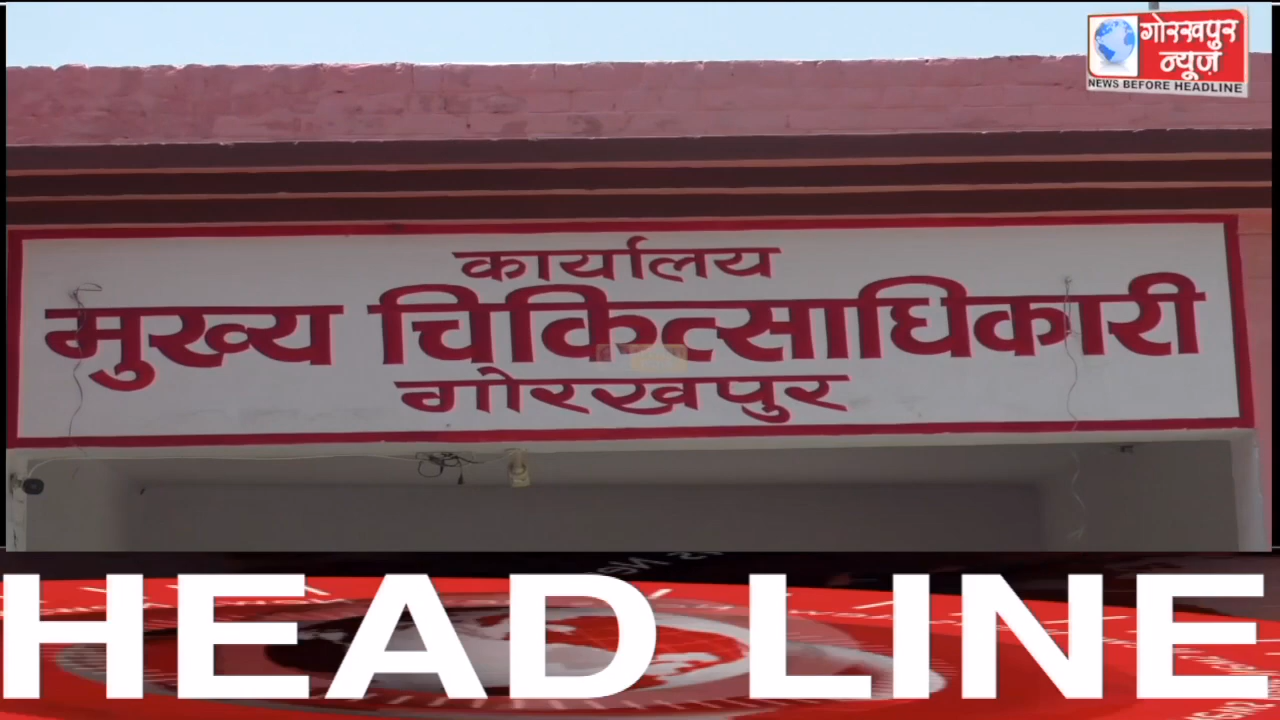 गोरखपुर
न्यूज़
NEWS BEFORE HEADLINE
कार्यालय
मुख्य चिकित्साधिकारी
गोरखपुर
HEAD LINE